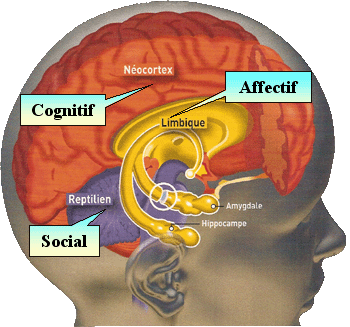 Néocortex
Affectif
Cognitif
Limbique
Reptilien
Amygdale
Hippocampe
Social